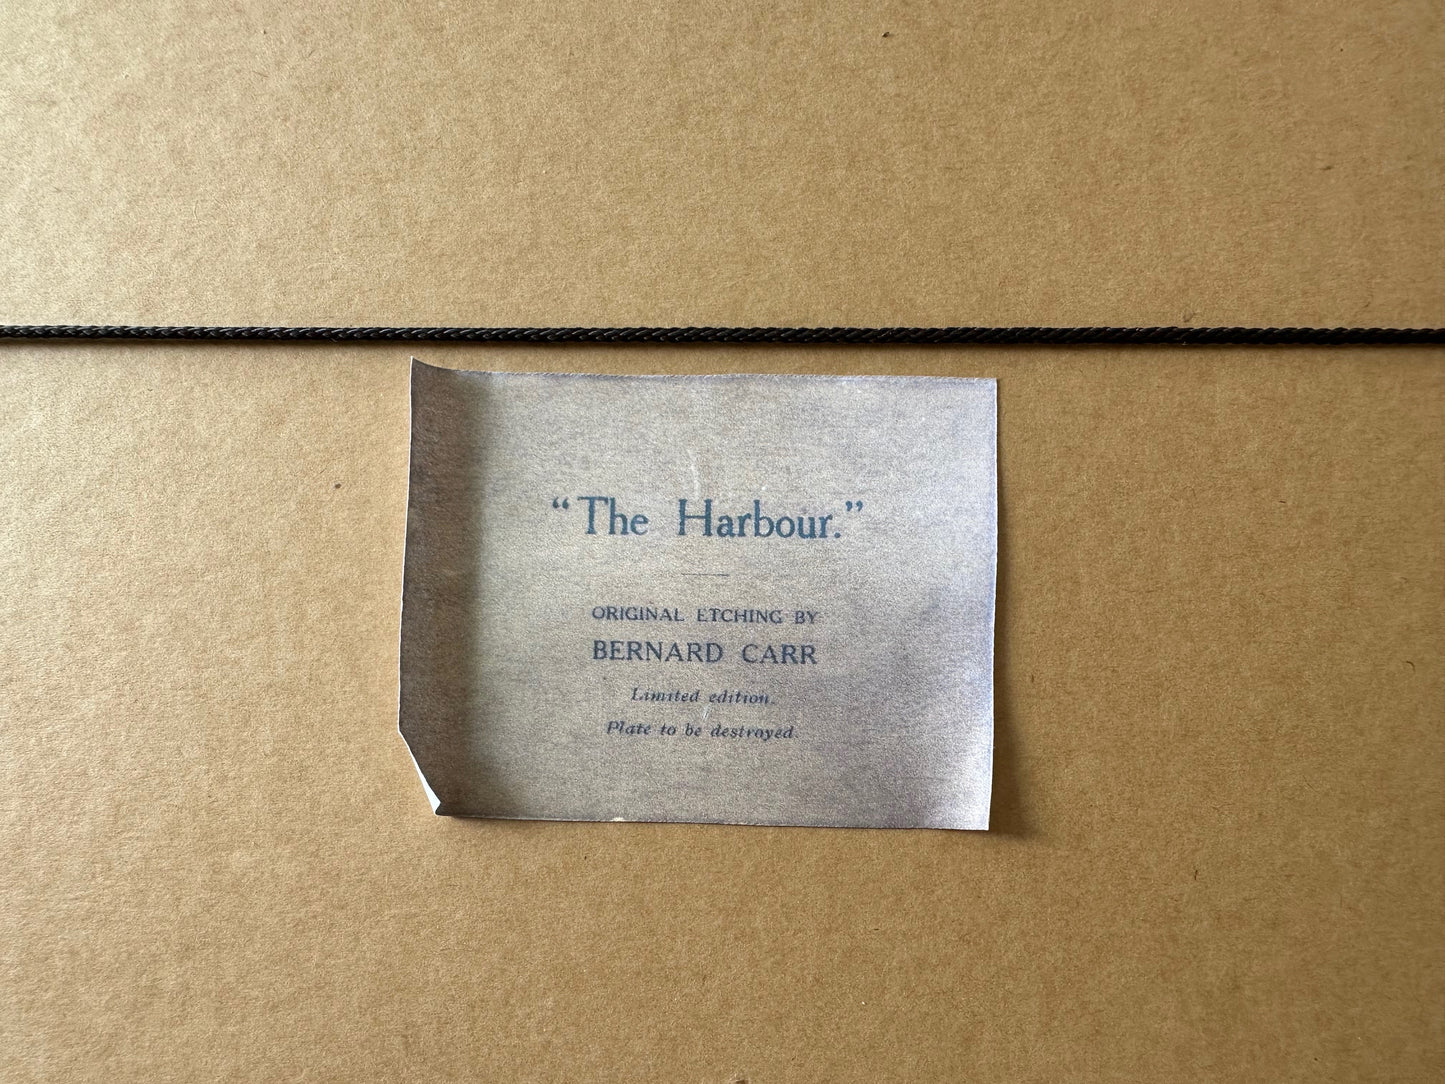 “The Harbour.”
ORIGINAL ETCHING BY
BERNARD CARR
Limited edition.
Plate to be destroyed.